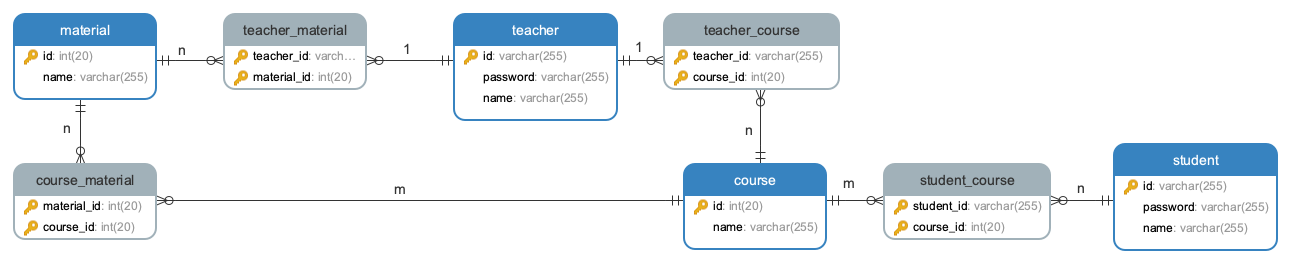 material
id: int(20)
name: varchar(255)
n
teacher_material
teacher_id: varch...
material_id: int(20)
1
teacher
id: varchar(255)
password: varchar(255)
name: varchar(255)
1
teacher_course
teacher_id: varchar(255)
course_id: int(20)
n
n
course_material
material_id: int(20)
course_id: int(20)
m
course
id: int(20)
name: varchar(255)
m
student_course
student_id: varchar(255)
course_id: int(20)
n
student
id: varchar(255)
password: varchar(255)
name: varchar(255)